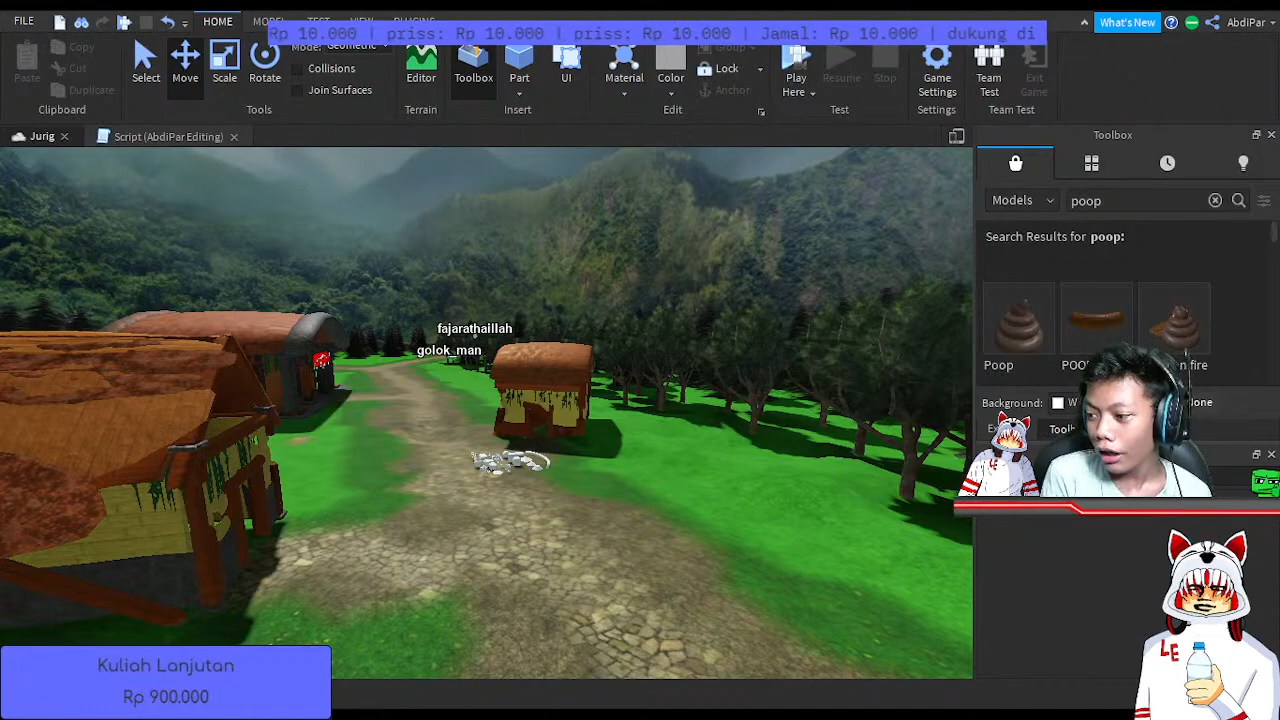 FILE
HOME
Rp 10.000 | priss: Rp 10.000 | priss: Rp 10.000 | Jamal: Rp 10.000 | dukung di
What's New
AbdiPar
Paste
Copy
Cut
Duplicate
Clipboard
Select
Move
Scale
Rotate
Mode:
Collisions
Join Surfaces
Tools
Editor
Terrain
Toolbox
Part
UI
Insert
Material
Color
Group
Lock
Anchor
Edit
Play
Here
Resume
Stop
Test
Game
Settings
Settings
Team
Test
Exit
Game
Team Test
Jurig
Script (AbdiPar Editing)
Toolbox
Models
poop
Search Results for poop:
Poop
fire
Background:
fajarathaillah
golok_man
LE
LE
Kuliah Lanjutan
Rp 900.000